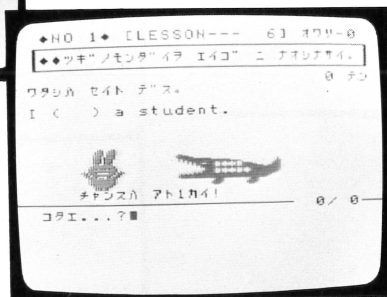 ◆NO 1◆ [LESSON--- 6] オワリ-0
◆◆ツギ゛ノモンダ゛イヲ エイゴ゛ ニ ナオシナサイ。
0 テン
ワタシハ セイト デ゛ス。
I (   ) a student.
チャンスハ アト1カイ!
0/ 0
コタエ...?